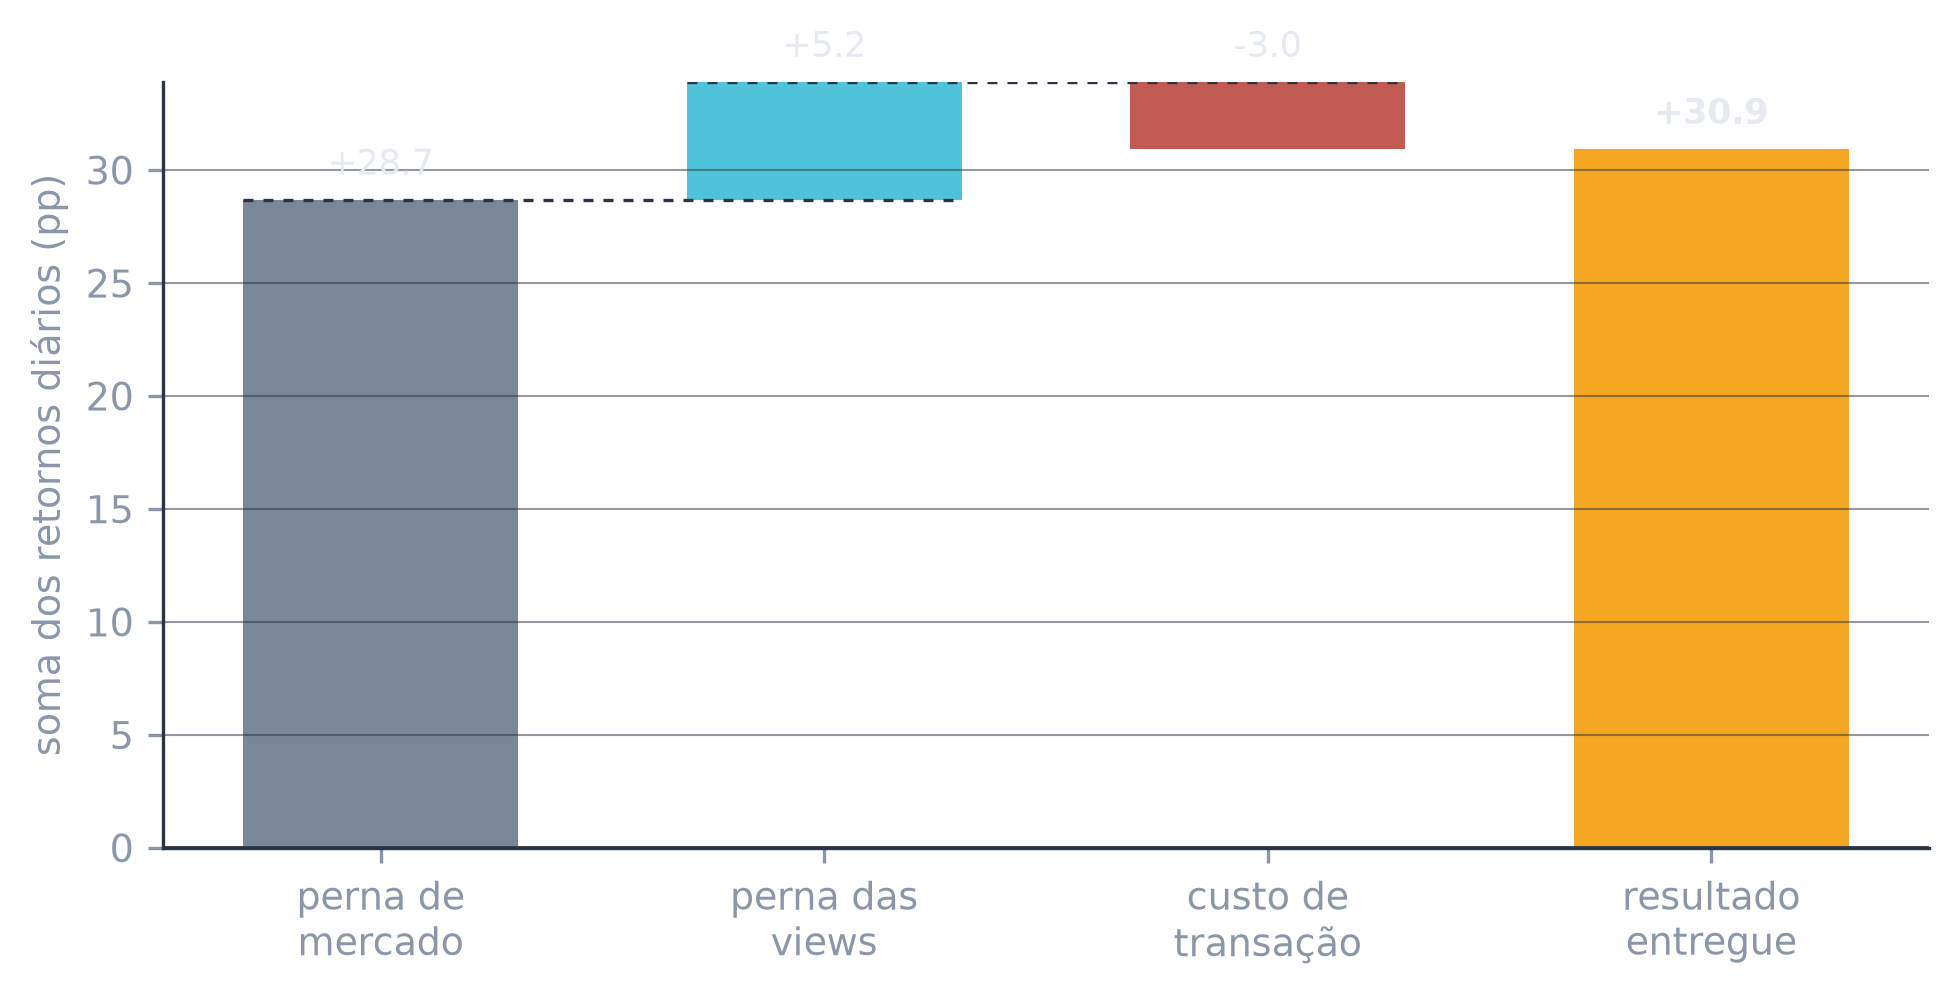 +5.2
-3.0
+30.9
+28.7
30
25
20
15
10
5
0
soma dos retornos diários (pp)
perna de
mercado
perna das
views
custo de
transação
resultado
entregue